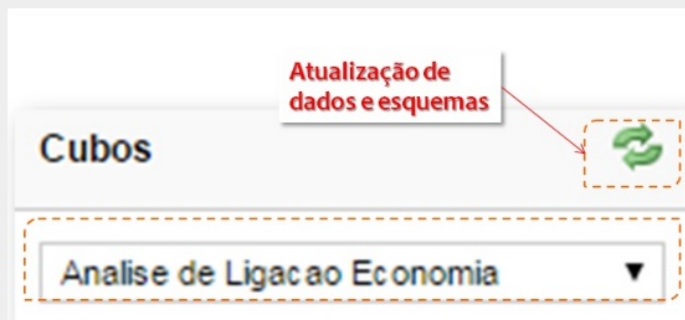 Atualização de
dados e esquemas
Cubos
Analise de Ligacao Economia